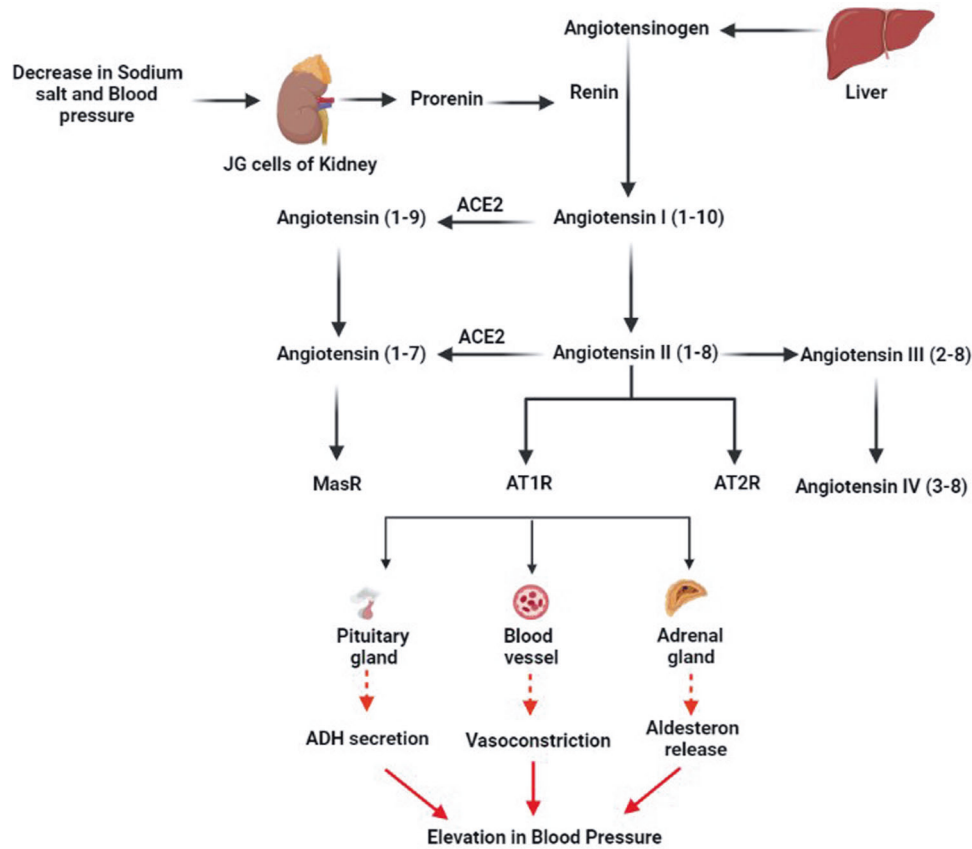 Angiotensinogen
Liver
Decrease in Sodium
salt and Blood
pressure
JG cells of Kidney
Prorenin
Renin
Angiotensin (1-9)
ACE2
Angiotensin I (1-10)
Angiotensin (1-7)
ACE2
Angiotensin II (1-8)
Angiotensin III (2-8)
MasR
AT1R
AT2R
Angiotensin IV (3-8)
Pituitary
gland
Blood
vessel
Adrenal
gland
ADH secretion
Vasoconstriction
Aldesteron
release
Elevation in Blood Pressure